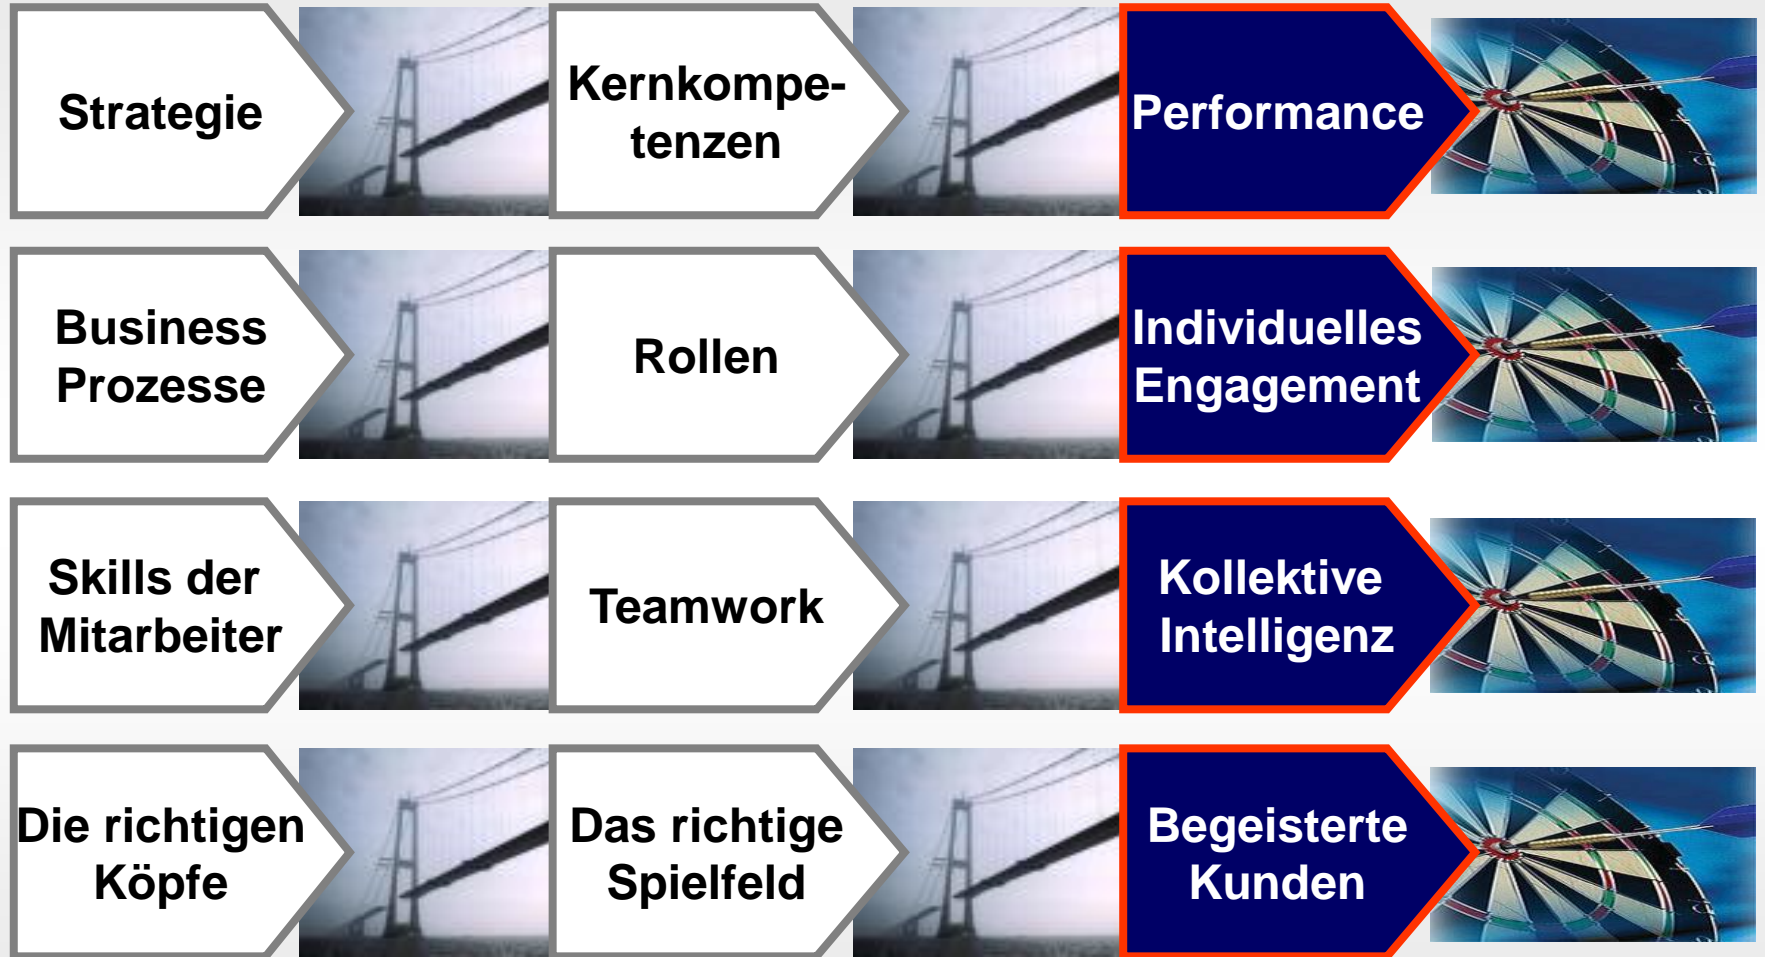 Strategie
Kernkompe-
tenzen
Performance
Business
Prozesse
Rollen
Individuelles
Engagement
Skills der
Mitarbeiter
Teamwork
Kollektive
Intelligenz
Die richtigen
Köpfe
Das richtige
Spielfeld
Begeisterte
Kunden